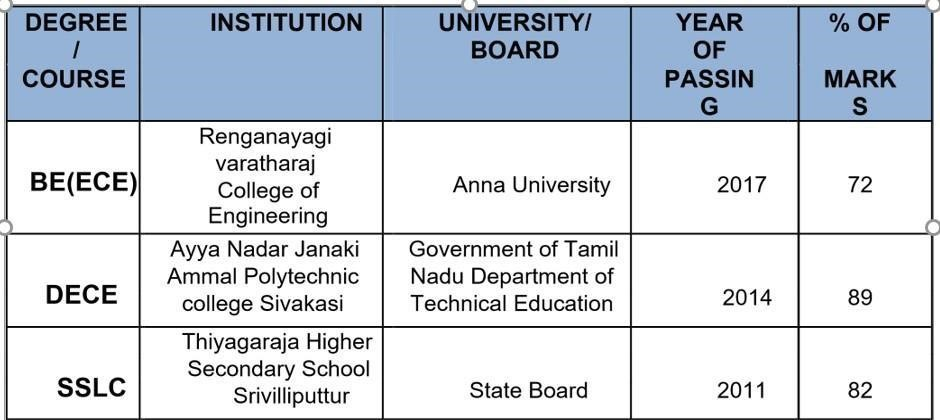 DEGREE / COURSE INSTITUTION UNIVERSITY/ BOARD YEAR OF PASSIN G % OF MARK S
BE(ECE) Renganayagi varatharaj College of Engineering Anna University 2017 72
DECE Ayya Nadar Janaki Ammal Polytechnic college Sivakasi Government of Tamil Nadu Department of Technical Education 2014 89
SSLC Thiyagaraja Higher Secondary School Srivilliputtur State Board 2011 82